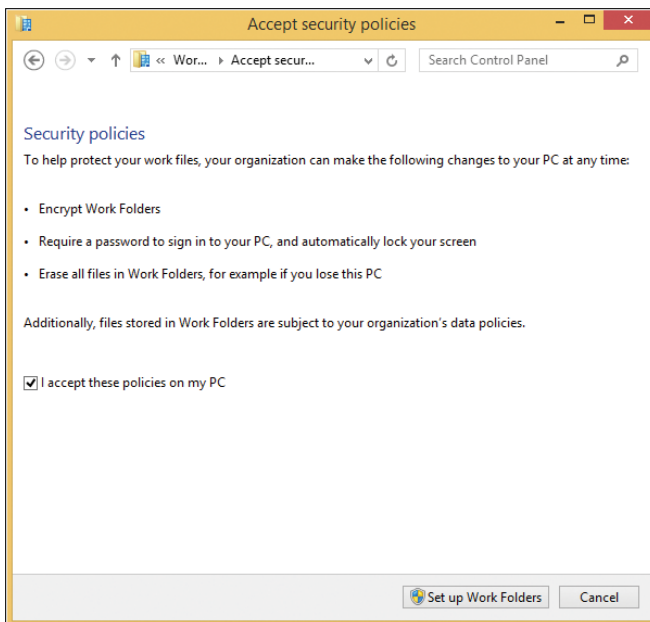 Accept security policies
« Wor... Accept secur...
Search Control Panel
Security policies
To help protect your work files, your organization can make the following changes to your PC at any time:
• Encrypt Work Folders
• Require a password to sign in to your PC, and automatically lock your screen
• Erase all files in Work Folders, for example if you lose this PC
Additionally, files stored in Work Folders are subject to your organization's data policies.
I accept these policies on my PC
Set up Work Folders Cancel